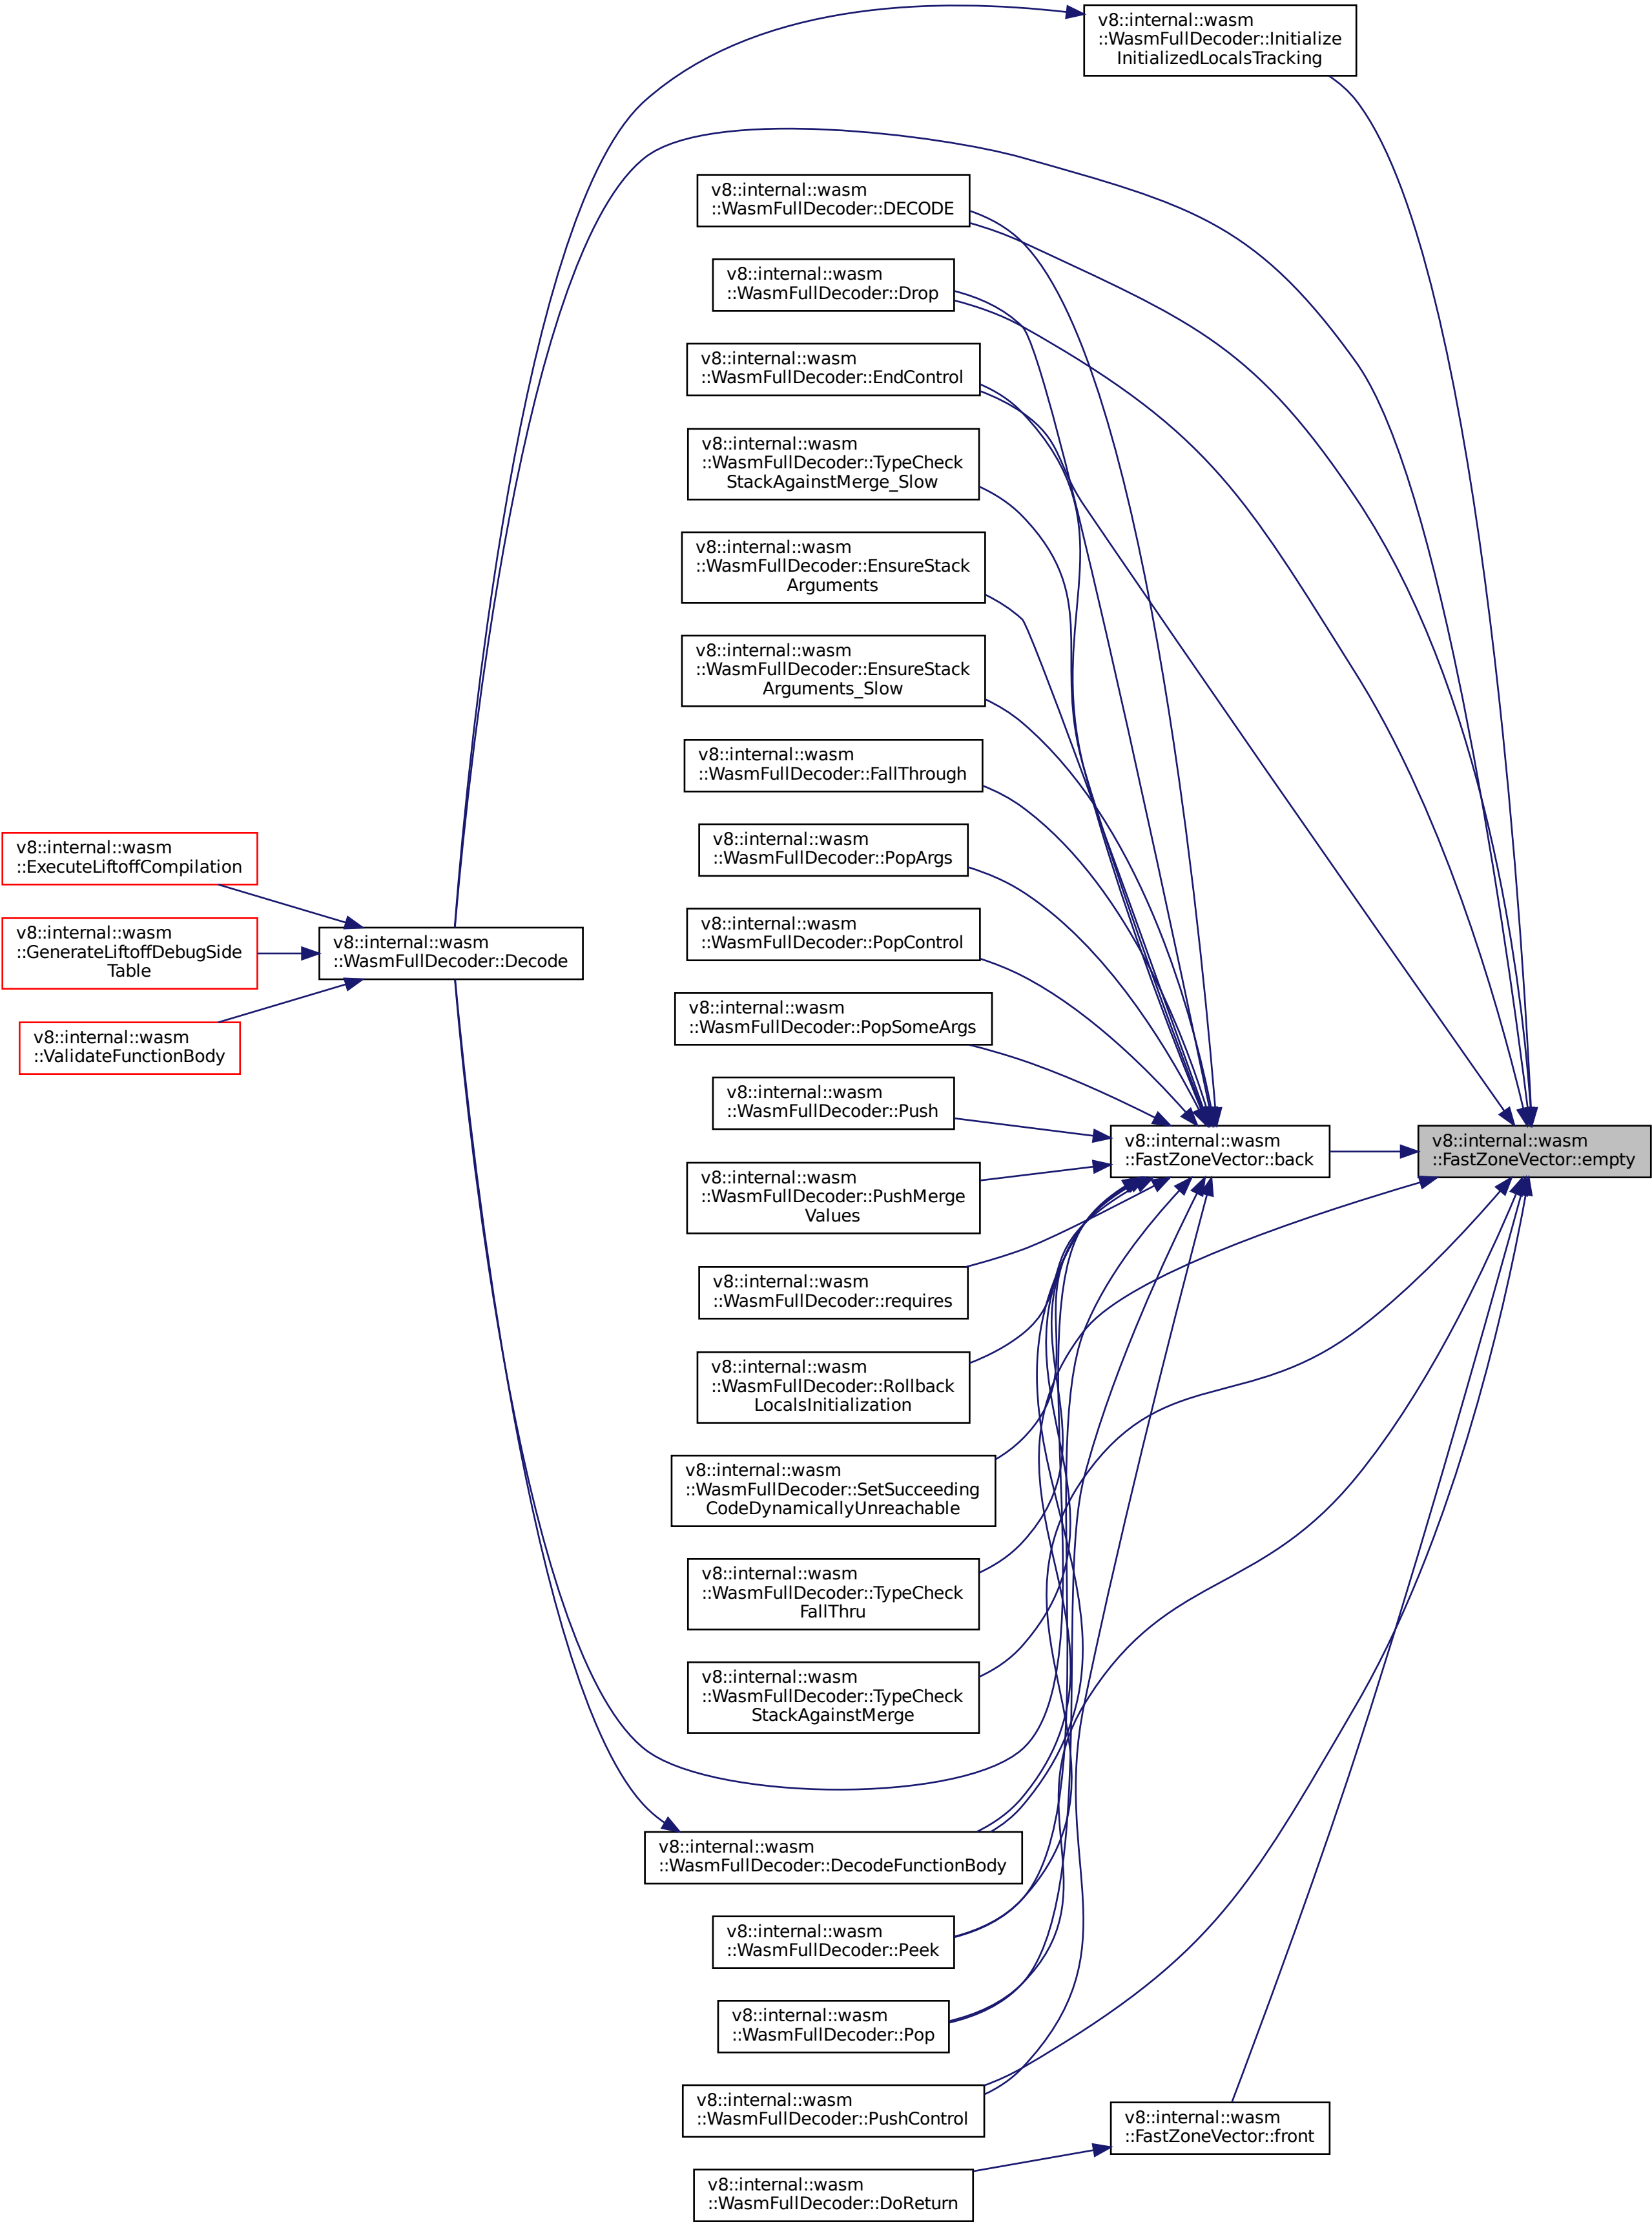 v8::internal::wasm
::WasmFullDecoder::Initialize
InitializedLocalsTracking
v8::internal::wasm
::WasmFullDecoder::DECODE
v8::internal::wasm
::WasmFullDecoder::Drop
v8::internal::wasm
::WasmFullDecoder::EndControl
v8::internal::wasm
::WasmFullDecoder::TypeCheck
StackAgainstMerge_Slow
v8::internal::wasm
::WasmFullDecoder::EnsureStack
Arguments
v8::internal::wasm
::WasmFullDecoder::EnsureStack
Arguments_Slow
v8::internal::wasm
::WasmFullDecoder::FallThrough
v8::internal::wasm
::WasmFullDecoder::PopArgs
v8::internal::wasm
::WasmFullDecoder::PopControl
v8::internal::wasm
::WasmFullDecoder::PopSomeArgs
v8::internal::wasm
::WasmFullDecoder::Push
v8::internal::wasm
::WasmFullDecoder::PushMerge
Values
v8::internal::wasm
::WasmFullDecoder::requires
v8::internal::wasm
::WasmFullDecoder::Rollback
LocalsInitialization
v8::internal::wasm
::WasmFullDecoder::SetSucceeding
CodeDynamicallyUnreachable
v8::internal::wasm
::WasmFullDecoder::TypeCheck
FallThru
v8::internal::wasm
::WasmFullDecoder::TypeCheck
StackAgainstMerge
v8::internal::wasm
::WasmFullDecoder::DecodeFunctionBody
v8::internal::wasm
::WasmFullDecoder::Peek
v8::internal::wasm
::WasmFullDecoder::Pop
v8::internal::wasm
::WasmFullDecoder::PushControl
v8::internal::wasm
::WasmFullDecoder::DoReturn
v8::internal::wasm
::ExecuteLiftoffCompilation
v8::internal::wasm
::GenerateLiftoffDebugSide
Table
v8::internal::wasm
::ValidateFunctionBody
v8::internal::wasm
::WasmFullDecoder::Decode
v8::internal::wasm
::FastZoneVector::back
v8::internal::wasm
::FastZoneVector::empty
v8::internal::wasm
::FastZoneVector::front